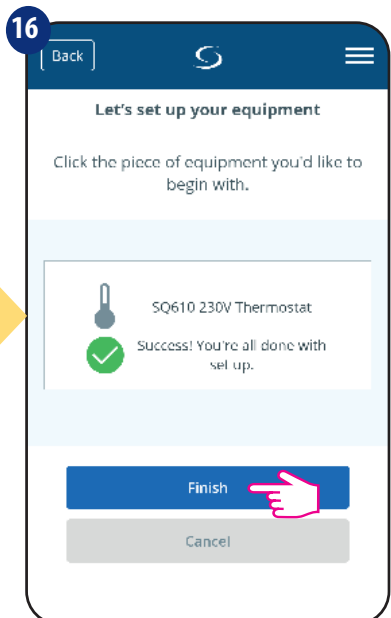 16
Back
Let's set up your equipment
Click the piece of equipment you'd like to
begin with.
SQ610 230V Thermostat
Success! You're all done with
set up.
Finish
Cancel